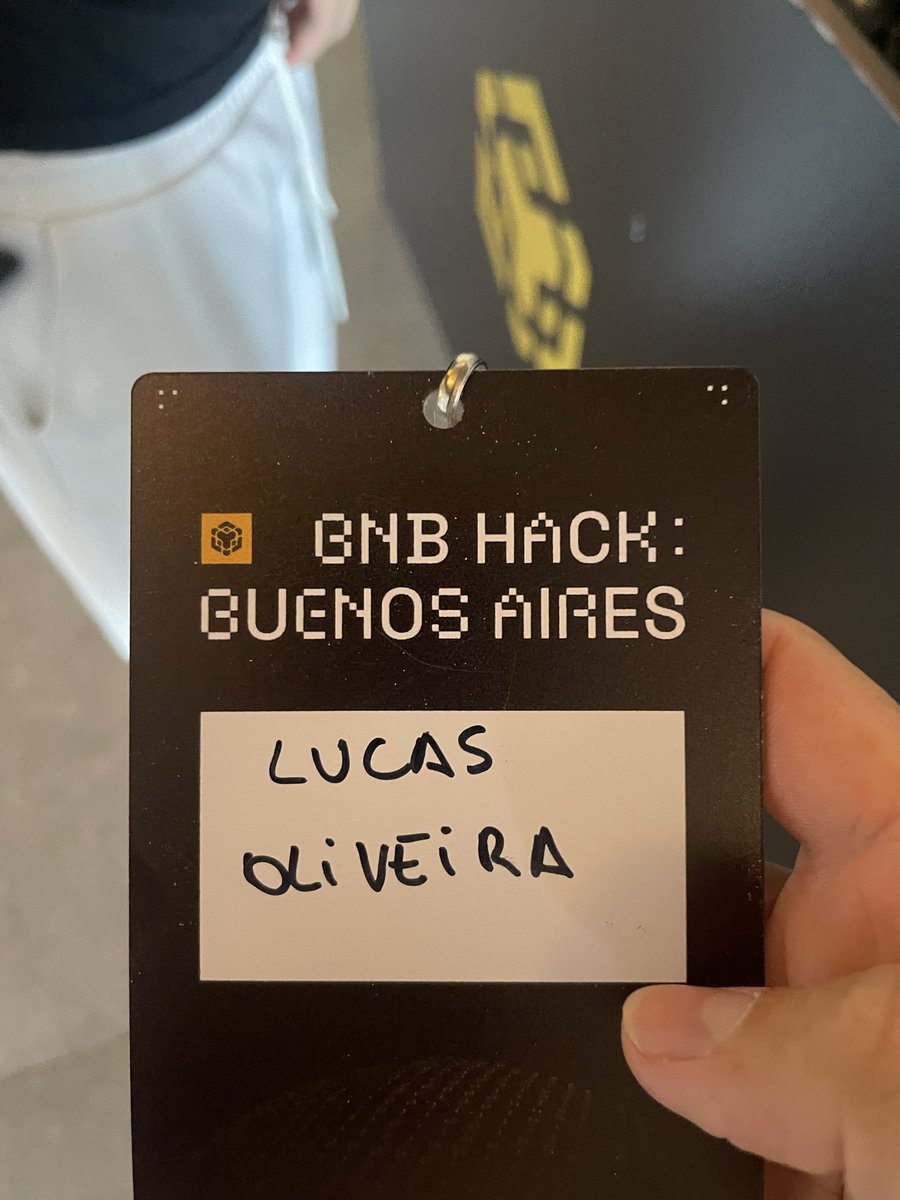 BNB HACK:
BUENOS AIRES
LUCAS
OLiVEiRA